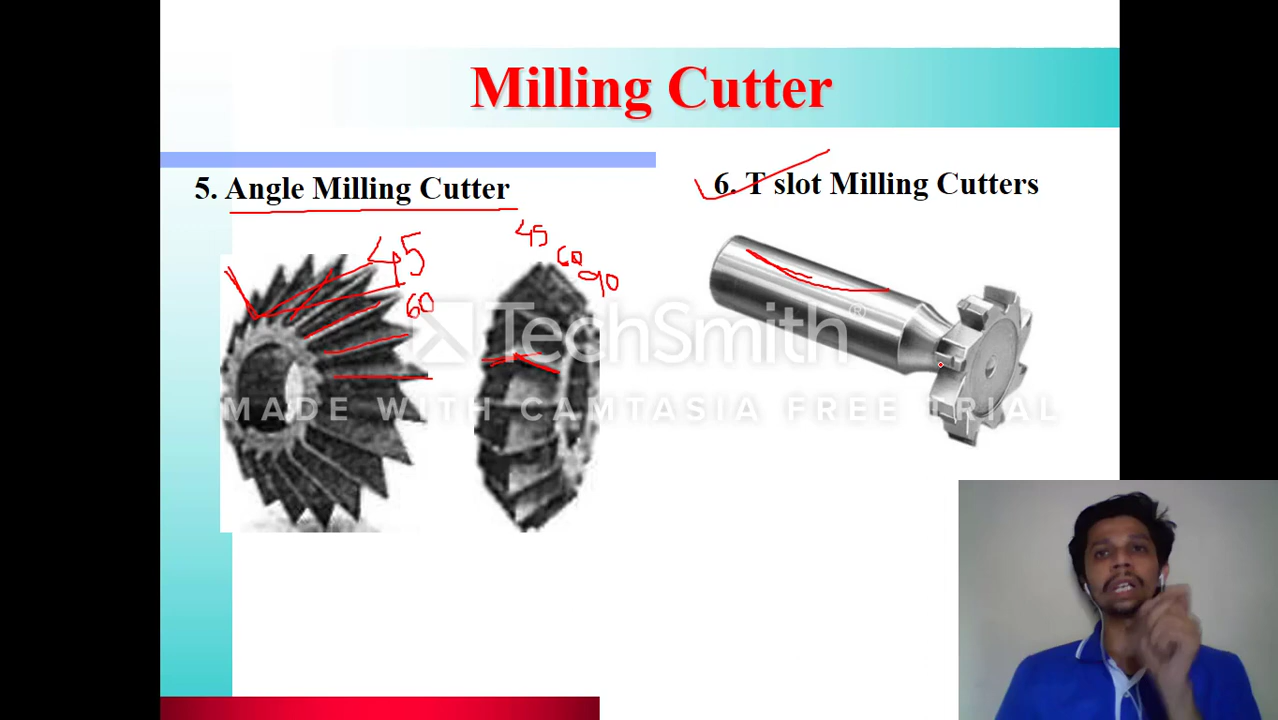 Milling Cutter
5. Angle Milling Cutter
6. T slot Milling Cutters
45
60
45
60
90
TechSmith®
MADE WITH CAMTASIA FREE TRIAL